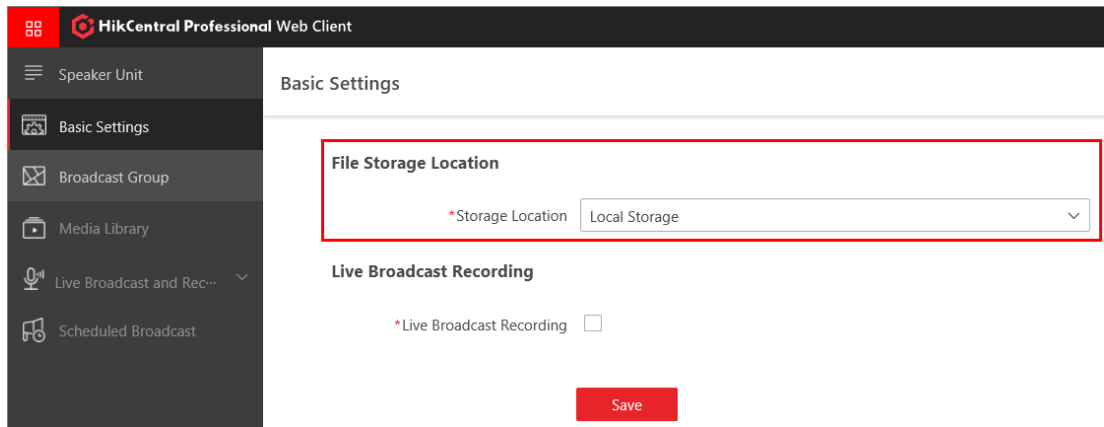 HikCentral Professional Web Client
Speaker Unit
Basic Settings
Broadcast Group
Media Library
Live Broadcast and Rec...
Scheduled Broadcast
Basic Settings
File Storage Location
*Storage Location Local Storage
Live Broadcast Recording
*Live Broadcast Recording
Save